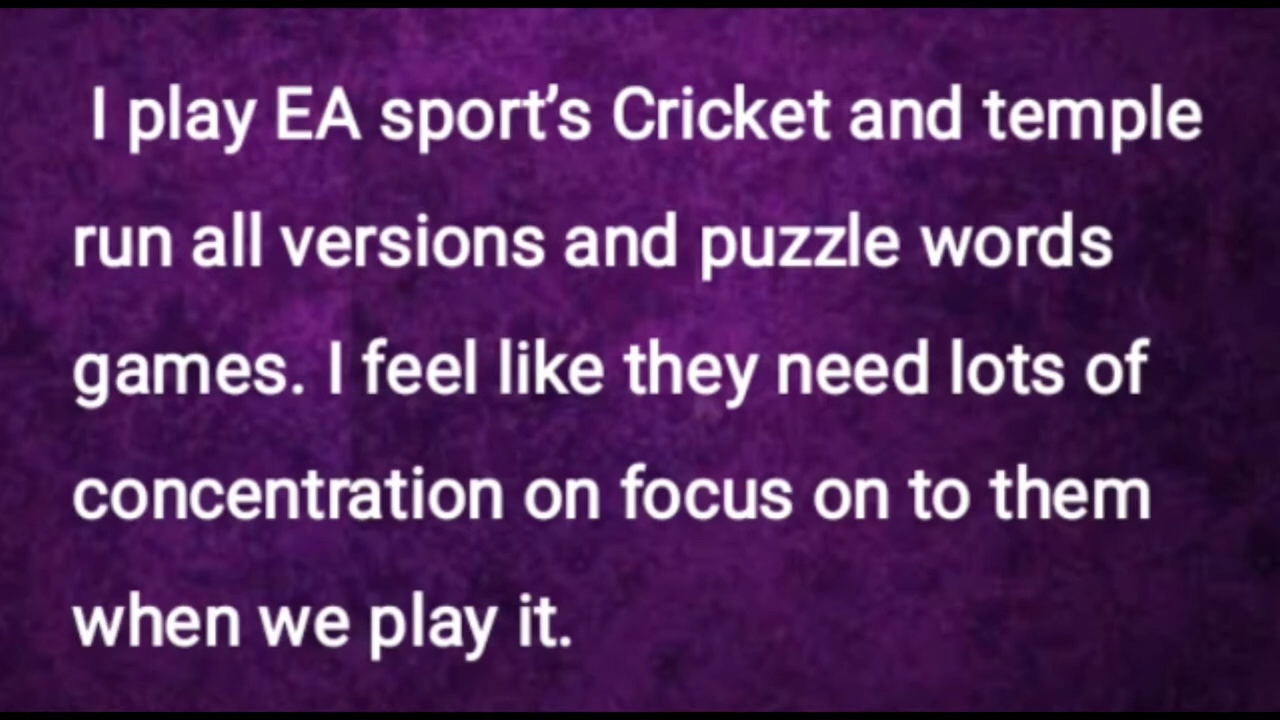 I play EA sport's Cricket and temple
run all versions and puzzle words
games. I feel like they need lots of
concentration on focus on to them
when we play it.